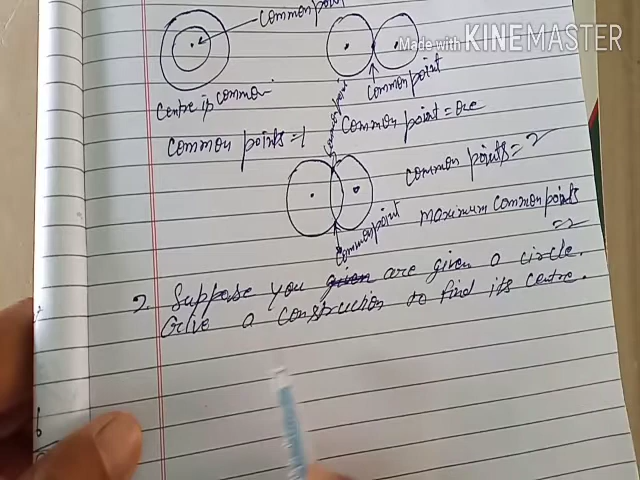 common point
Made with KINEMASTER
common point
Centre is common
common point
common point = one
common points = 1
common points = 2
common point
maximum common points
= 2
2. Suppose you given are given a circle.
Give a construcion to find its centre.